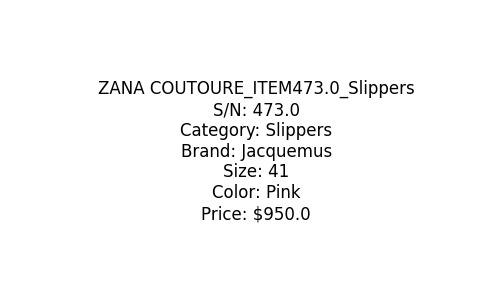 ZANA COUTOURE_ITEM473.0_Slippers
S/N: 473.0
Category: Slippers
Brand: Jacquemus
Size: 41
Color: Pink
Price: $950.0